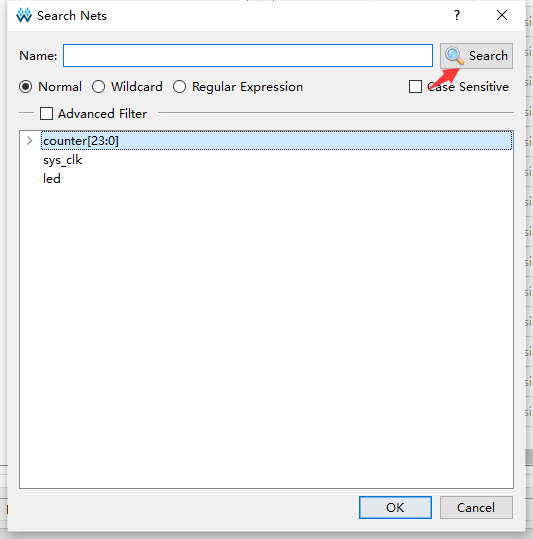 Search Nets
?
Name:
Search
Normal
Wildcard
Regular Expression
Case Sensitive
Advanced Filter
counter[23:0]
sys_clk
led
OK
Cancel